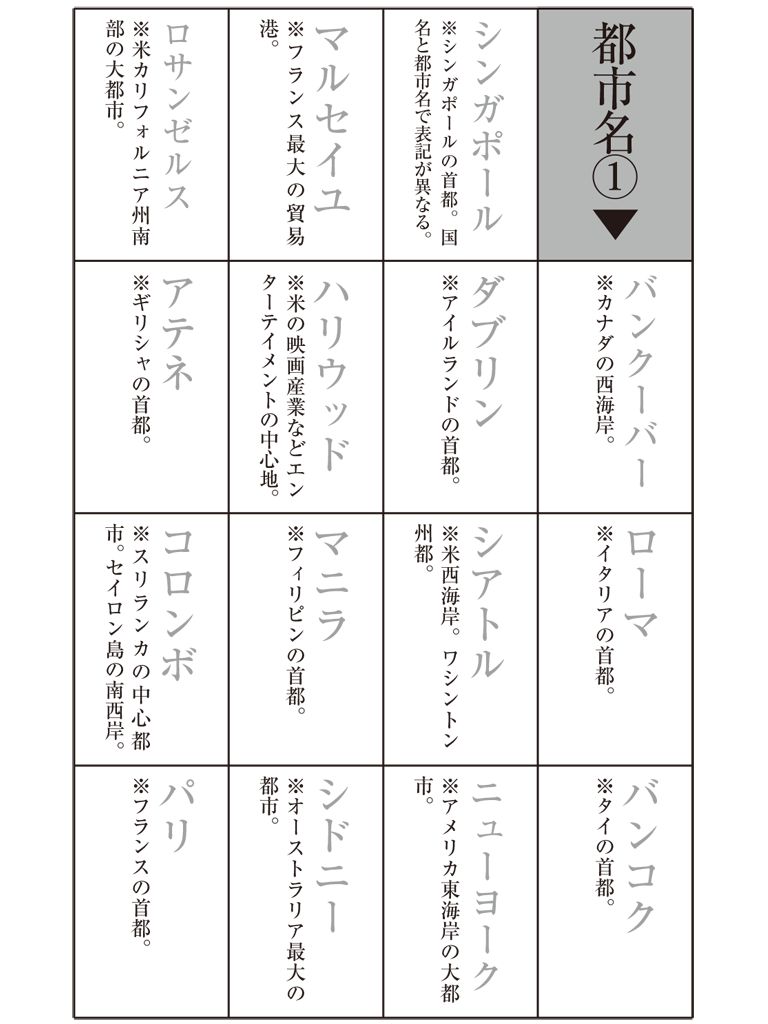 都市名①▼
バンクーバー
※カナダの西海岸。
ローマ
※イタリアの首都。
バンコク
※タイの首都。
シンガポール
※シンガポールの首都。国
名と都市名で表記が異なる。
ダブリン
※アイルランドの首都。
シアトル
※米西海岸。ワシントン
州都。
ニューヨーク
※アメリカ東海岸の大都
市。
マルセイユ
※フランス最大の貿易
港。
ハリウッド
※米の映画産業などエン
ターテイメントの中心地。
マニラ
※フィリピンの首都。
シドニー
※オーストラリア最大の
都市。
ロサンゼルス
※米カリフォルニア州南
部の大都市。
アテネ
※ギリシャの首都。
コロンボ
※スリランカの中心都
市。セイロン島の南西岸。
パリ
※フランスの首都。